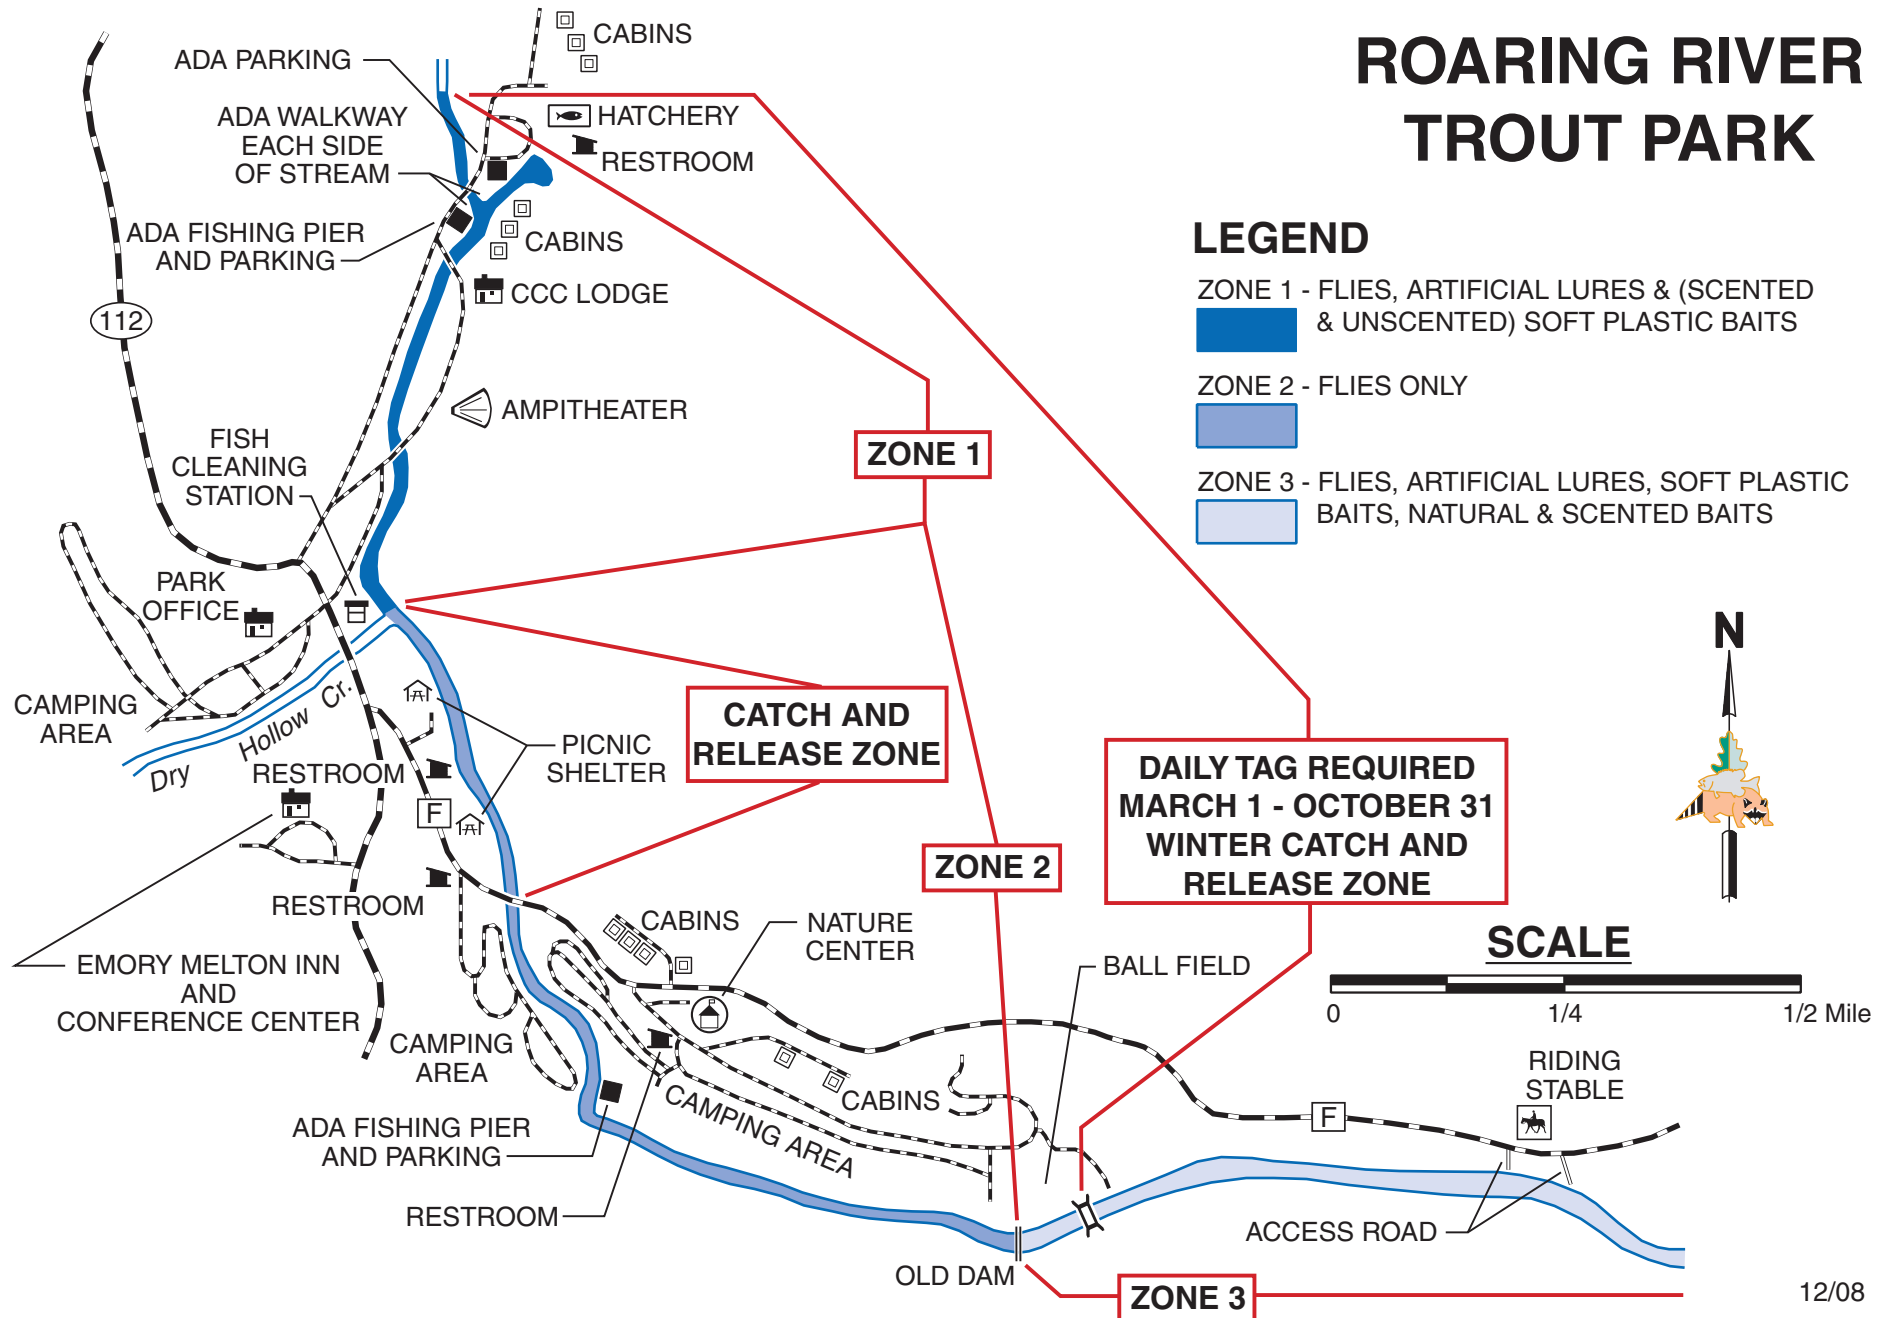 ROARING RIVER
TROUT PARK
CABINS
ADA PARKING
ADA WALKWAY
EACH SIDE
OF STREAM
HATCHERY
RESTROOM
ADA FISHING PIER
AND PARKING
CABINS
CCC LODGE
112
AMPITHEATER
FISH
CLEANING
STATION
LEGEND
ZONE 1 - FLIES, ARTIFICIAL LURES & (SCENTED
& UNSCENTED) SOFT PLASTIC BAITS
ZONE 2 - FLIES ONLY
ZONE 3 - FLIES, ARTIFICIAL LURES, SOFT PLASTIC
BAITS, NATURAL & SCENTED BAITS
ZONE 1
PARK
OFFICE
CAMPING
AREA
Dry Hollow Cr.
PICNIC
SHELTER
CATCH AND
RELEASE ZONE
DAILY TAG REQUIRED
MARCH 1 - OCTOBER 31
WINTER CATCH AND
RELEASE ZONE
N
RESTROOM
F
ZONE 2
RESTROOM
EMORY MELTON INN
AND
CONFERENCE CENTER
CABINS
NATURE
CENTER
BALL FIELD
SCALE
0
1/4
1/2 Mile
CAMPING
AREA
CABINS
CAMPING AREA
RIDING
STABLE
F
ADA FISHING PIER
AND PARKING
RESTROOM
ACCESS ROAD
OLD DAM
ZONE 3
12/08